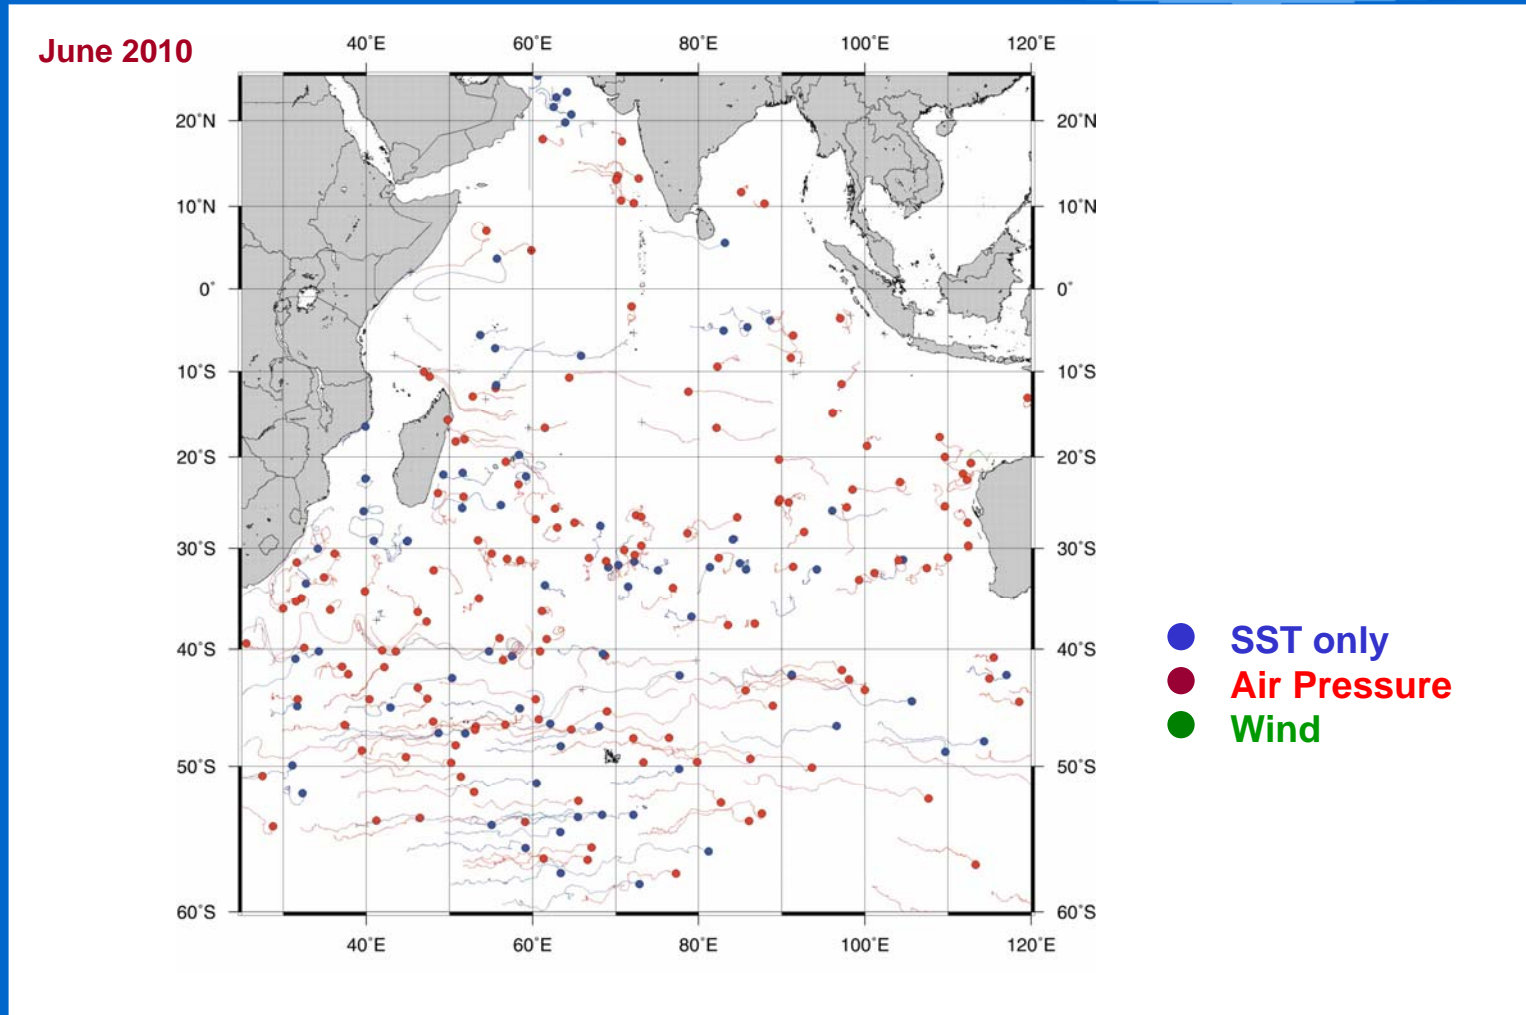 June 2010
40˚E 60˚E 80˚E 100˚E 120˚E
20˚N 20˚N
10˚N 10˚N
0˚ 0˚
10˚S 10˚S
20˚S 20˚S
30˚S 30˚S
40˚S 40˚S
50˚S 50˚S
60˚S 60˚S
40˚E 60˚E 80˚E 100˚E 120˚E
SST only
Air Pressure
Wind